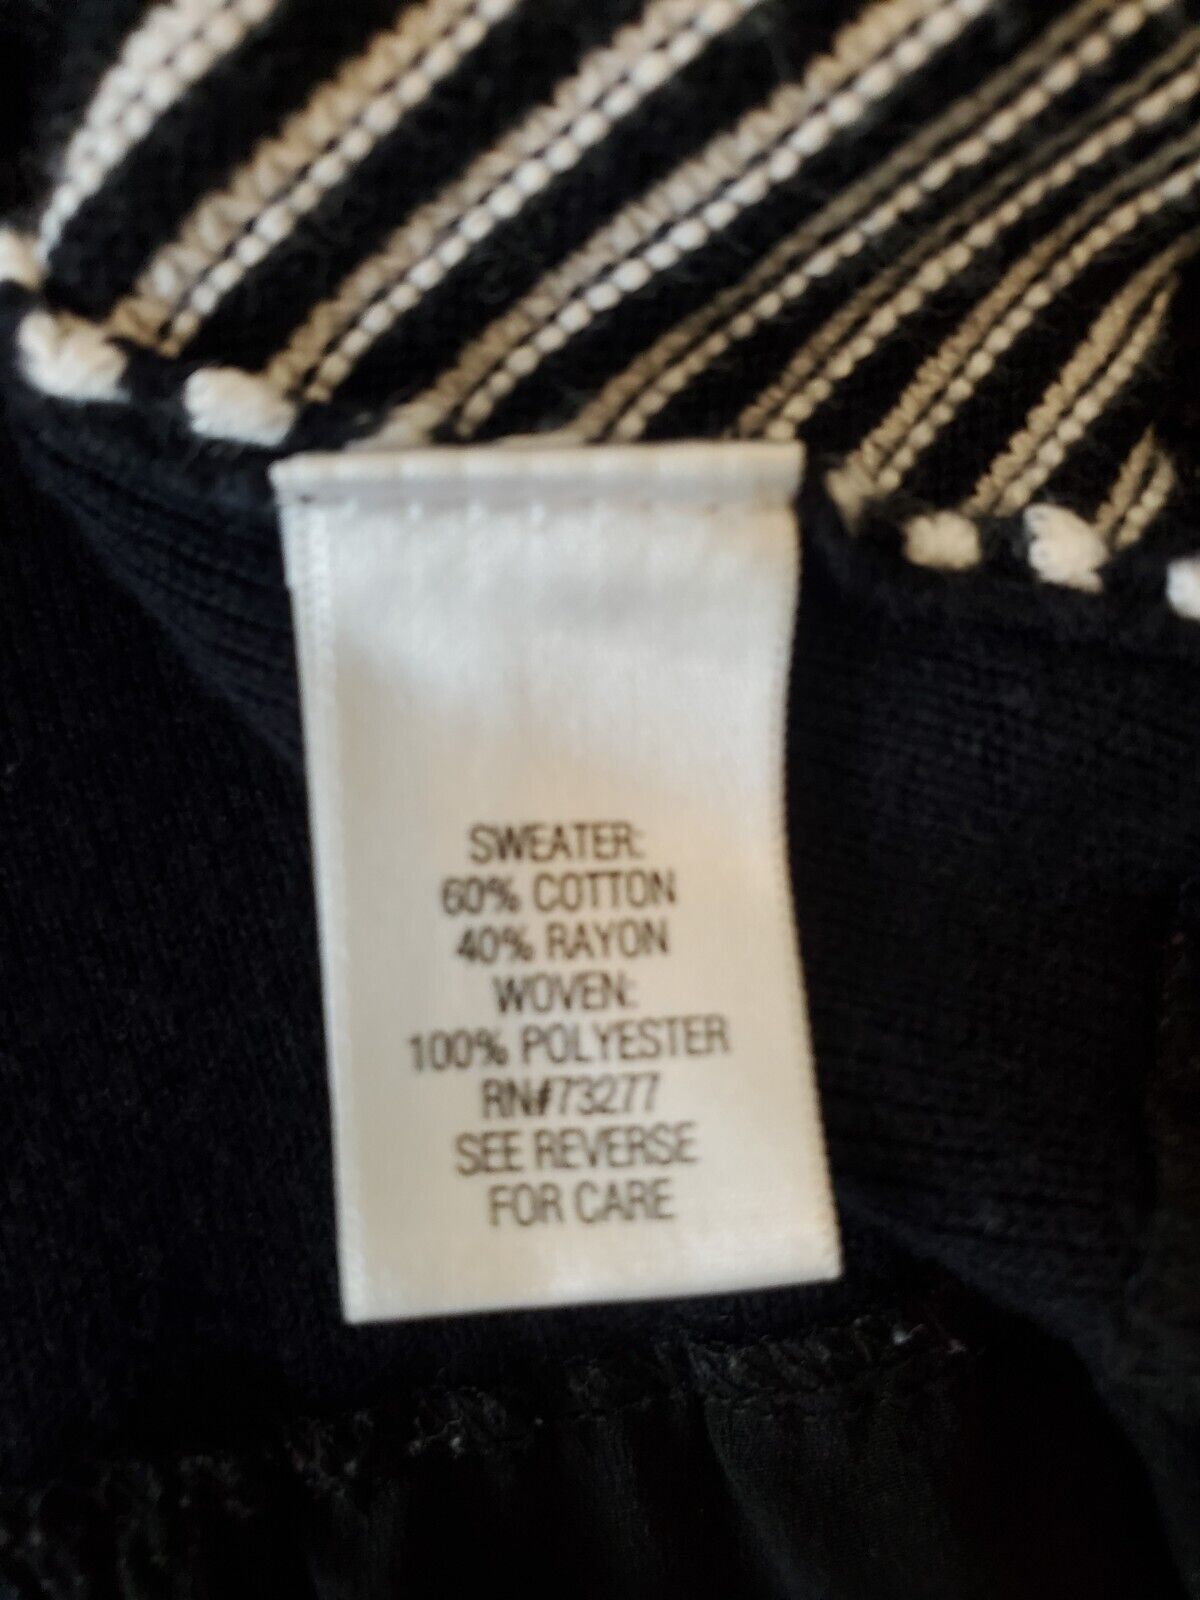 SWEATER:
60% COTTON
40% RAYON
WOVEN:
100% POLYESTER
RN#73277
SEE REVERSE
FOR CARE